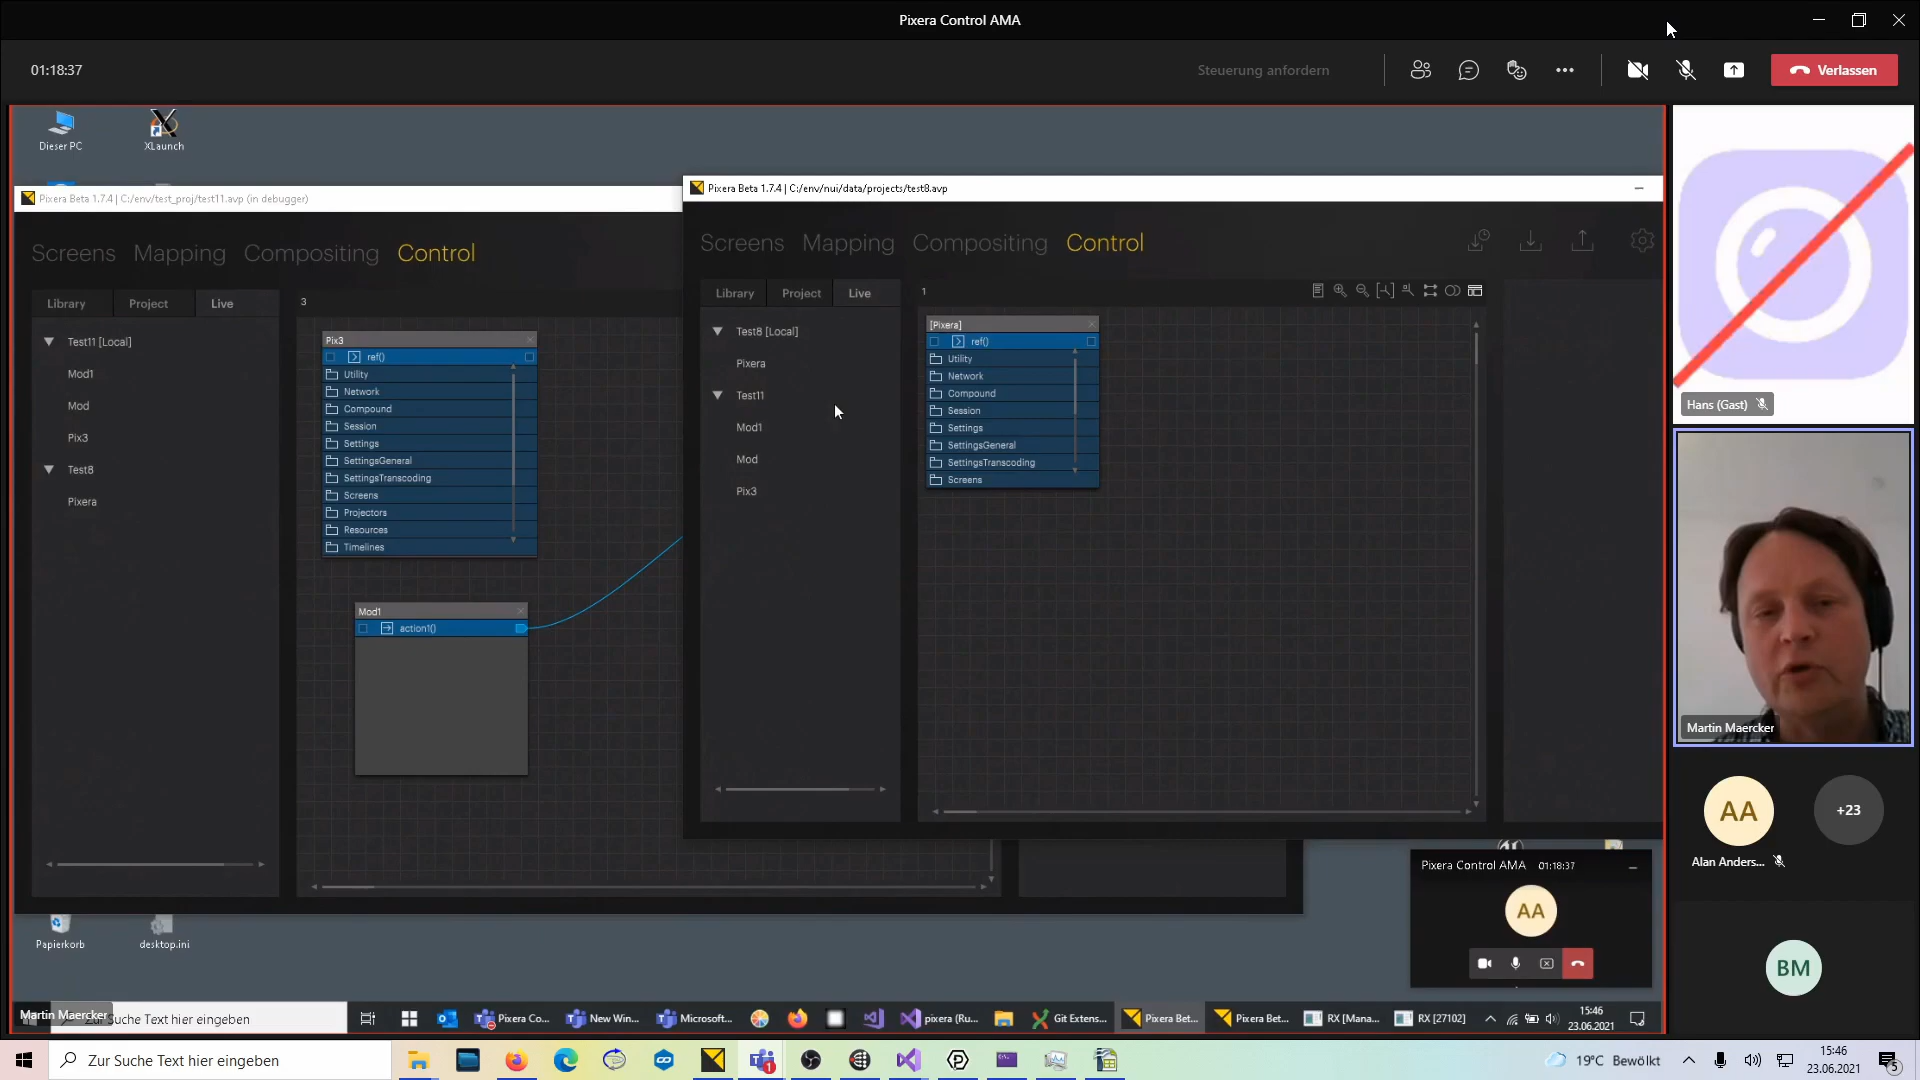 Pixera Control AMA
01:18:37
Steuerung anfordern
Verlassen
Dieser PC
XLaunch
Pixera Beta 1.7.4 | C:/env/test_proj/test11.avp (in debugger)
Screens Mapping Compositing Control
Library Project Live
3
Test11 [Local]
Mod1
Mod
Pix3
Test8
Pixera
Pix3
ref()
Utility
Network
Compound
Session
Settings
SettingsGeneral
SettingsTranscoding
Screens
Projectors
Resources
Timelines
Mod1
action1()
Pixera Beta 1.7.4 | C:/env/nui/data/projects/test8.avp
Screens Mapping Compositing Control
Library Project Live
1
Test8 [Local]
Pixera
Test11
Mod1
Mod
Pix3
[Pixera]
ref()
Utility
Network
Compound
Session
Settings
SettingsGeneral
SettingsTranscoding
Screens
Hans (Gast)
Martin Maercker
AA
+23
Alan Anders...
BM
Pixera Control AMA 01:18:37
AA
Papierkorb
desktop.ini
Martin Maercker
Suche Text hier eingeben
Pixera Co...
New Win...
Microsoft...
pixera (Ru...
Git Extens...
Pixera Bet...
Pixera Bet...
RX [Mana...
RX [27102]
15:46
23.06.2021
Zur Suche Text hier eingeben
1
19°C Bewölkt
15:46
23.06.2021
5